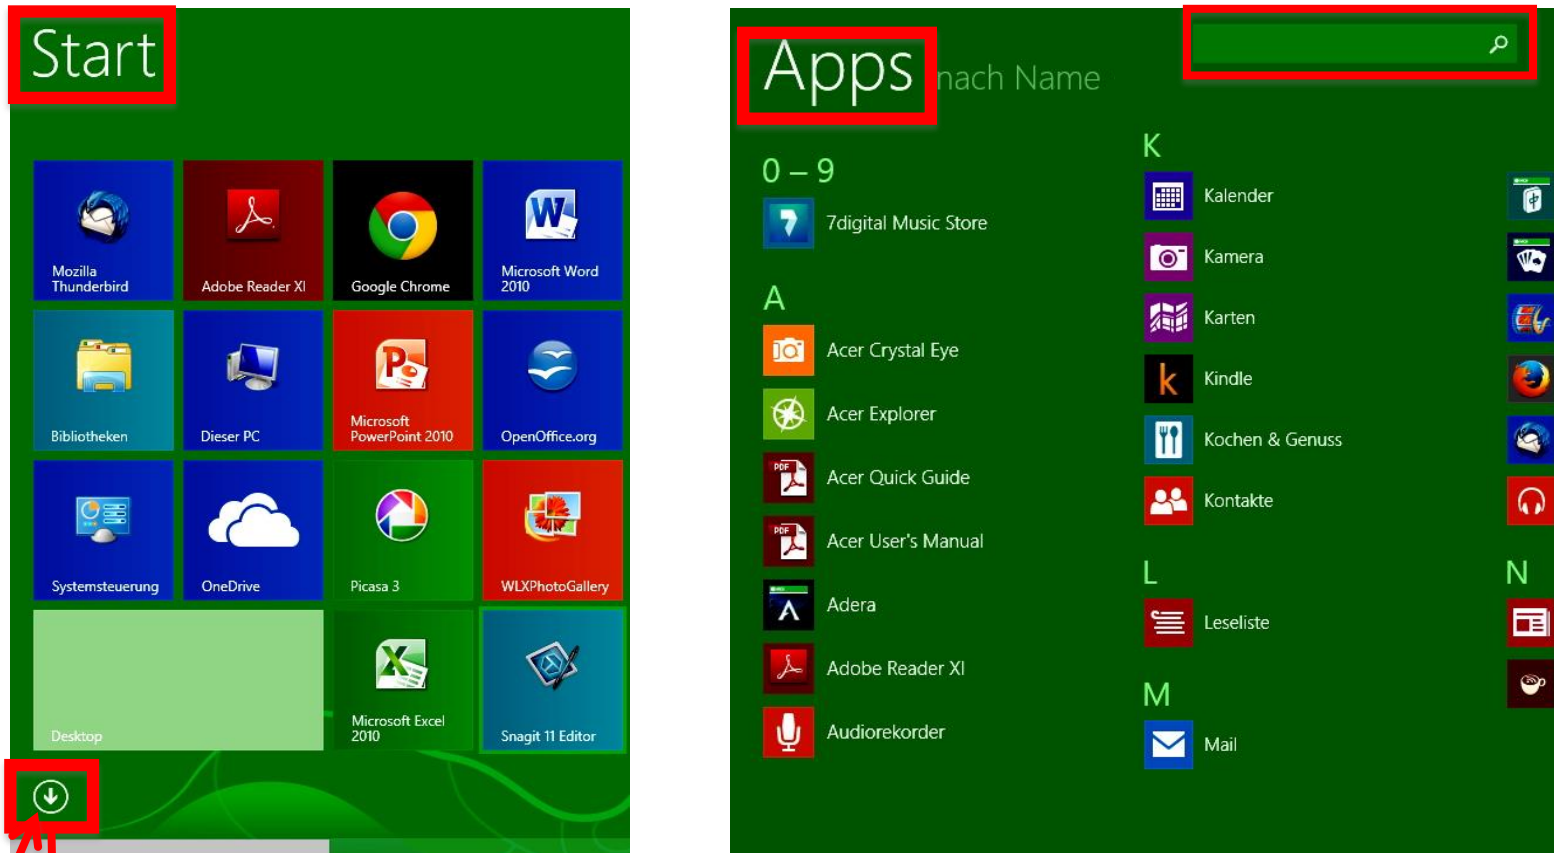 Start
Mozilla
Thunderbird
Adobe Reader XI
Google Chrome
Microsoft Word
2010
Bibliotheken
Dieser PC
Microsoft
PowerPoint 2010
OpenOffice.org
Systemsteuerung
OneDrive
Picasa 3
WLXPhotoGallery
Desktop
Microsoft Excel
2010
Snagit 11 Editor
Apps nach Name
0 – 9
7digital Music Store
A
Acer Crystal Eye
Acer Explorer
PDF
Acer Quick Guide
PDF
Acer User's Manual
Adera
Adobe Reader XI
Audiorekorder
K
Kalender
Kamera
Karten
k
Kindle
Kochen & Genuss
Kontakte
L
Leseliste
M
Mail
N